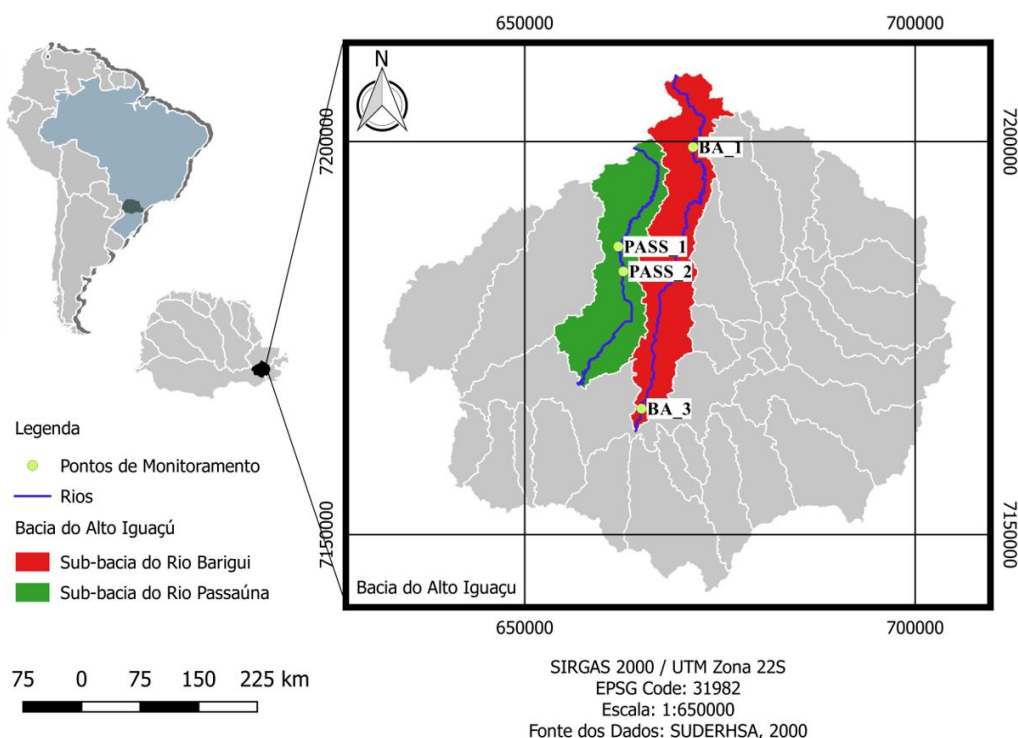 650000
700000
N
7200000
7200000
BA_1
PASS_1
PASS_2
BA_3
7150000
7150000
Bacia do Alto Iguaçu
650000
700000
Legenda
Pontos de Monitoramento
Rios
Bacia do Alto Iguaçú
Sub-bacia do Rio Barigui
Sub-bacia do Rio Passaúna
75 0 75 150 225 km
SIRGAS 2000 / UTM Zona 22S
EPSG Code: 31982
Escala: 1:650000
Fonte dos Dados: SUDERHSA, 2000